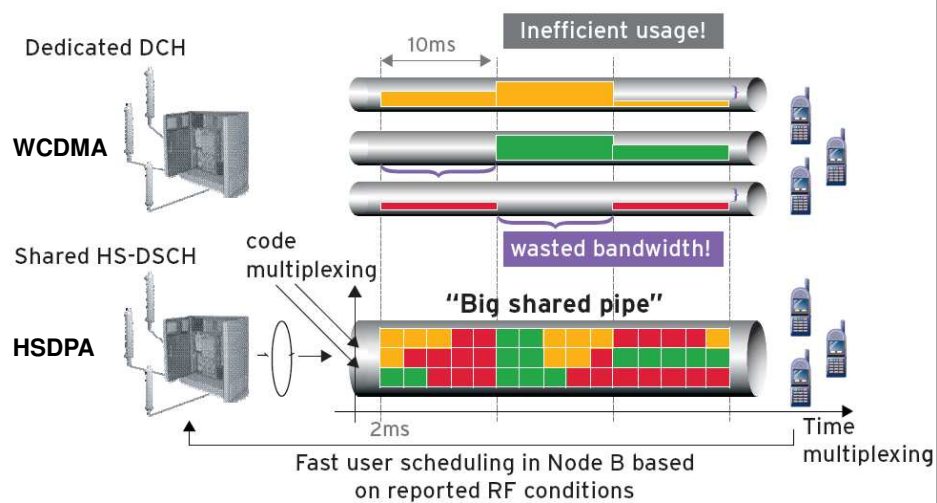 Dedicated DCH
10ms
Inefficient usage!
WCDMA
wasted bandwidth!
Shared HS-DSCH
code
multiplexing
“Big shared pipe”
HSDPA
2ms
Time
multiplexing
Fast user scheduling in Node B based
on reported RF conditions